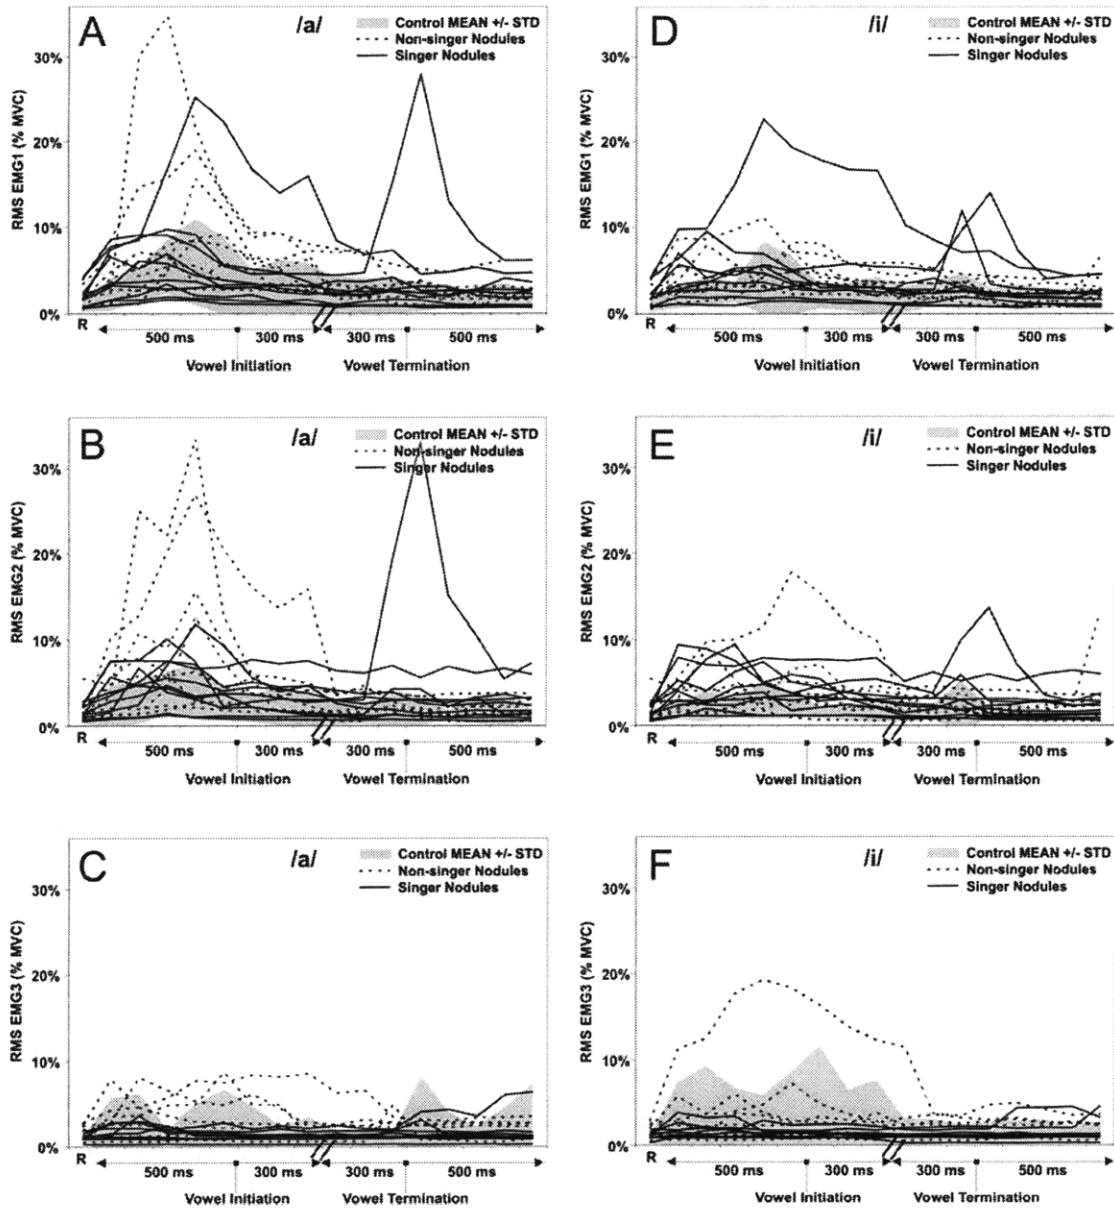 A /a/ Control MEAN +/- STD
Non-singer Nodules
Singer Nodules
RMS EMG1 (% MVC)
30%
20%
10%
0%
R
500 ms 300 ms 300 ms 500 ms
Vowel Initiation Vowel Termination
D /i/ Control MEAN +/- STD
Non-singer Nodules
Singer Nodules
RMS EMG1 (% MVC)
30%
20%
10%
0%
R
500 ms 300 ms 300 ms 500 ms
Vowel Initiation Vowel Termination
B /a/ Control MEAN +/- STD
Non-singer Nodules
Singer Nodules
RMS EMG2 (% MVC)
30%
20%
10%
0%
R
500 ms 300 ms 300 ms 500 ms
Vowel Initiation Vowel Termination
E /i/ Control MEAN +/- STD
Non-singer Nodules
Singer Nodules
RMS EMG2 (% MVC)
30%
20%
10%
0%
R
500 ms 300 ms 300 ms 500 ms
Vowel Initiation Vowel Termination
C /a/ Control MEAN +/- STD
Non-singer Nodules
Singer Nodules
RMS EMG3 (% MVC)
30%
20%
10%
0%
R
500 ms 300 ms 300 ms 500 ms
Vowel Initiation Vowel Termination
F /i/ Control MEAN +/- STD
Non-singer Nodules
Singer Nodules
RMS EMG3 (% MVC)
30%
20%
10%
0%
R
500 ms 300 ms 300 ms 500 ms
Vowel Initiation Vowel Termination